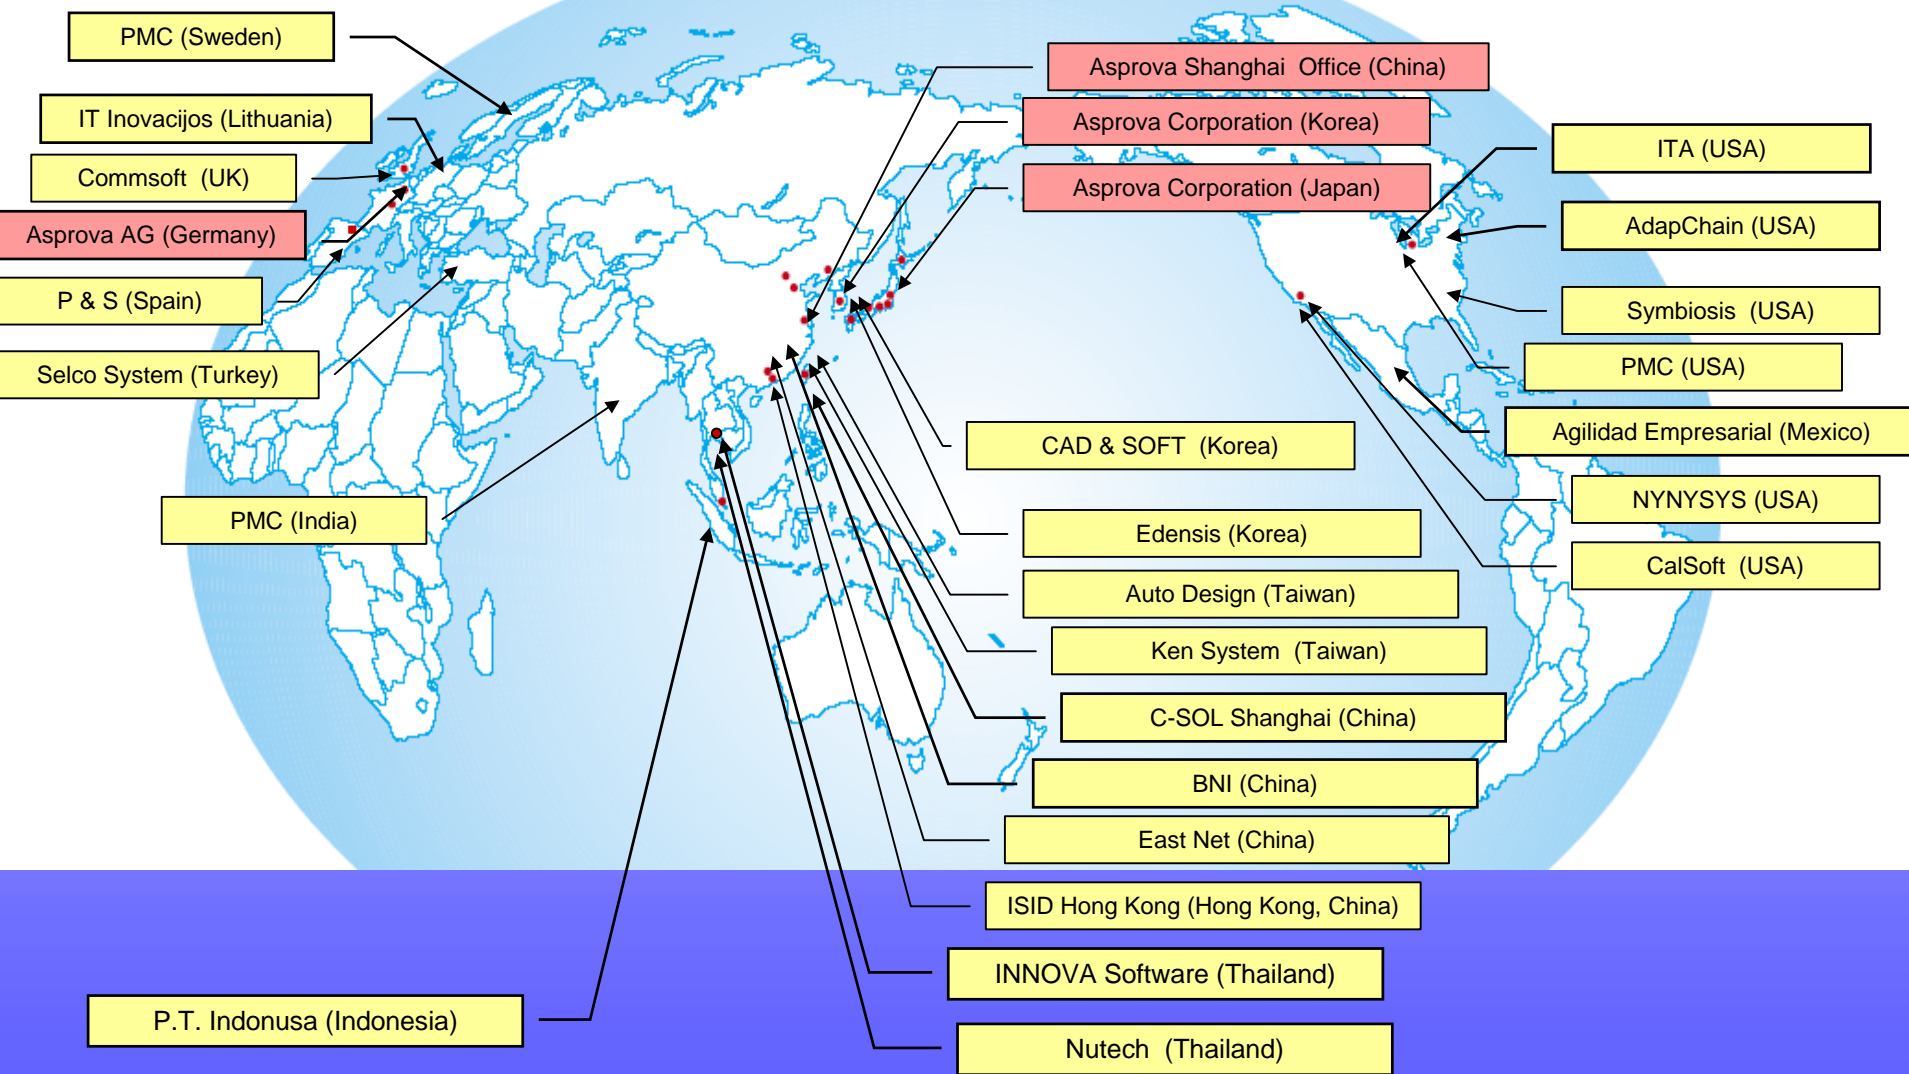 PMC (Sweden)
IT Inovacijos (Lithuania)
Commsoft (UK)
Asprova AG (Germany)
P & S (Spain)
Selco System (Turkey)
PMC (India)
P.T. Indonusa (Indonesia)
Asprova Shanghai Office (China)
Asprova Corporation (Korea)
Asprova Corporation (Japan)
CAD & SOFT (Korea)
Edensis (Korea)
Auto Design (Taiwan)
Ken System (Taiwan)
C-SOL Shanghai (China)
BNI (China)
East Net (China)
ISID Hong Kong (Hong Kong, China)
INNOVA Software (Thailand)
Nutech (Thailand)
ITA (USA)
AdapChain (USA)
Symbiosis (USA)
PMC (USA)
Agilidad Empresarial (Mexico)
NYNYSYS (USA)
CalSoft (USA)